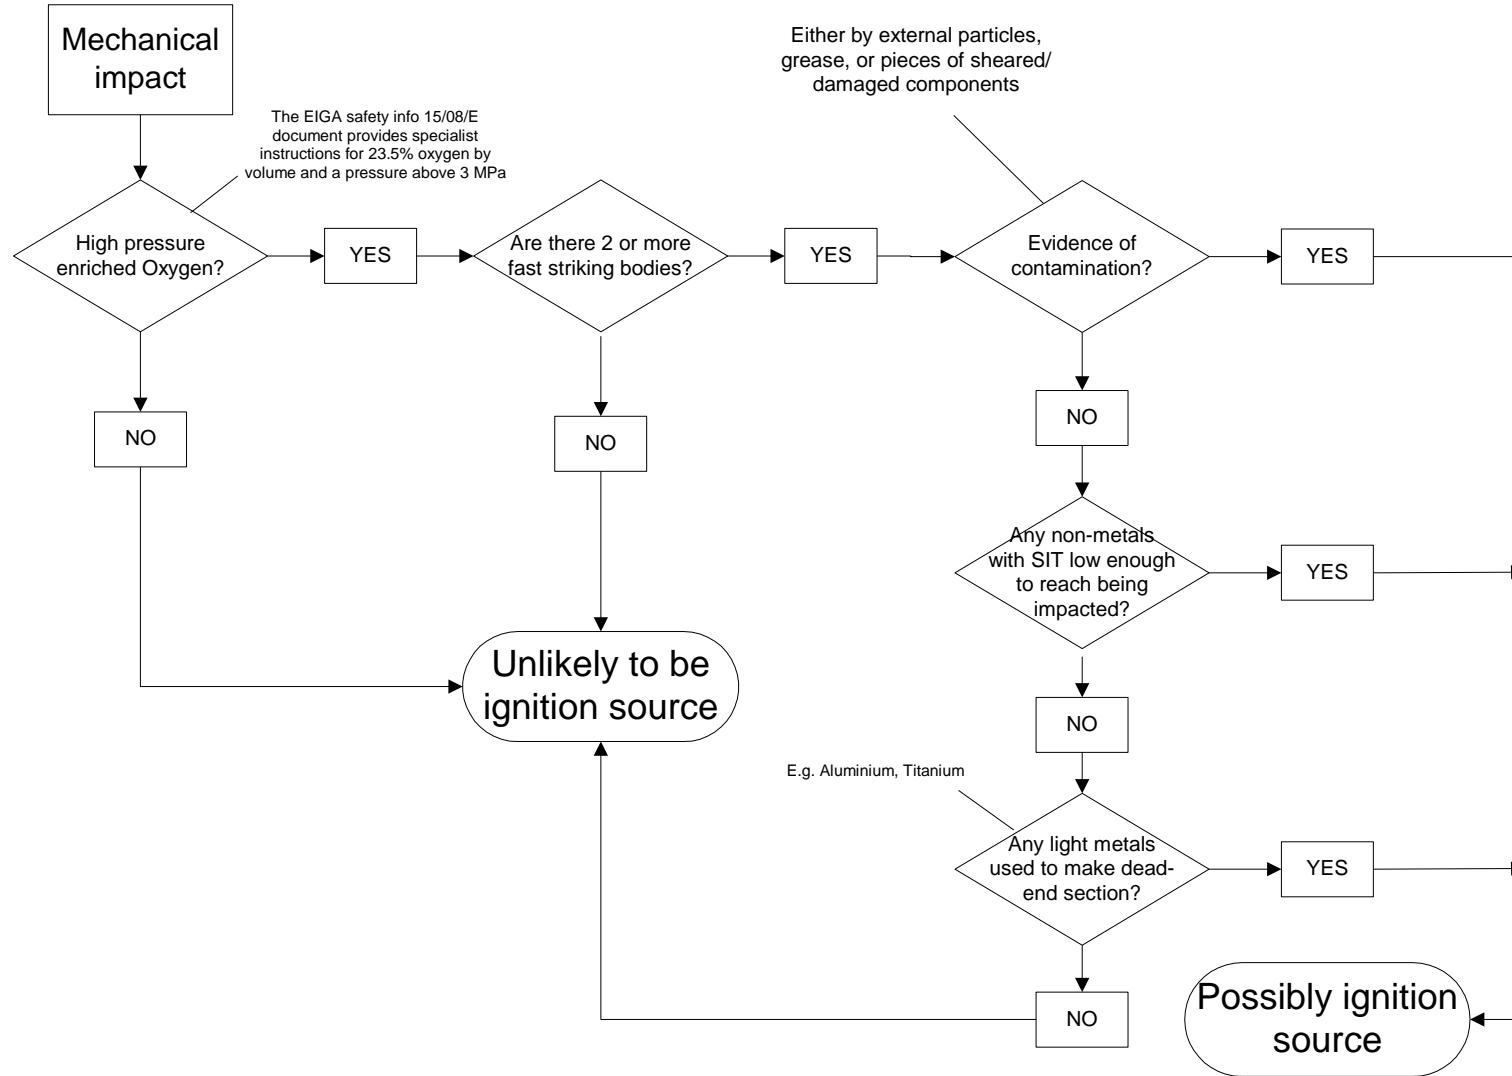 Mechanical
impact
The EIGA safety info 15/08/E
document provides specialist
instructions for 23.5% oxygen by
volume and a pressure above 3 MPa
Either by external particles,
grease, or pieces of sheared/
damaged components
High pressure
enriched Oxygen?
YES
Are there 2 or more
fast striking bodies?
YES
Evidence of
contamination?
YES
NO
NO
NO
Any non-metals
with SIT low enough
to reach being
impacted?
YES
Unlikely to be
ignition source
NO
E.g. Aluminium, Titanium
Any light metals
used to make dead-
end section?
YES
NO
Possibly ignition
source